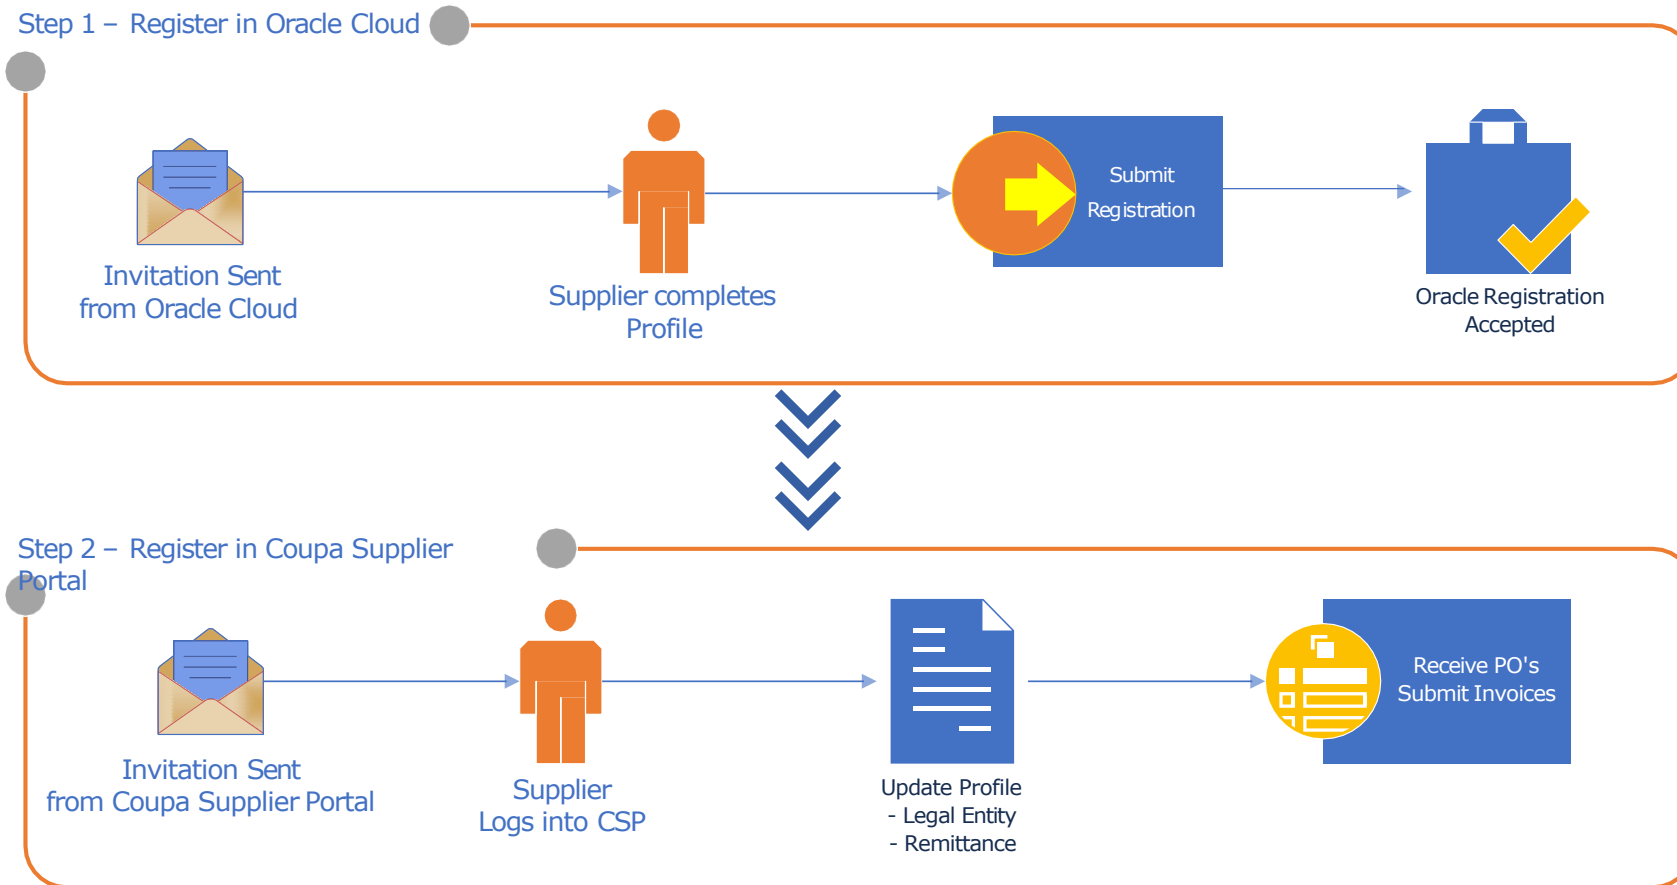 Step 1 – Register in Oracle Cloud
Invitation Sent
from Oracle Cloud
Supplier completes
Profile
Submit
Registration
Oracle Registration
Accepted
Step 2 – Register in Coupa Supplier
Portal
Invitation Sent
from Coupa Supplier Portal
Supplier
Logs into CSP
Update Profile
- Legal Entity
- Remittance
Receive PO's
Submit Invoices